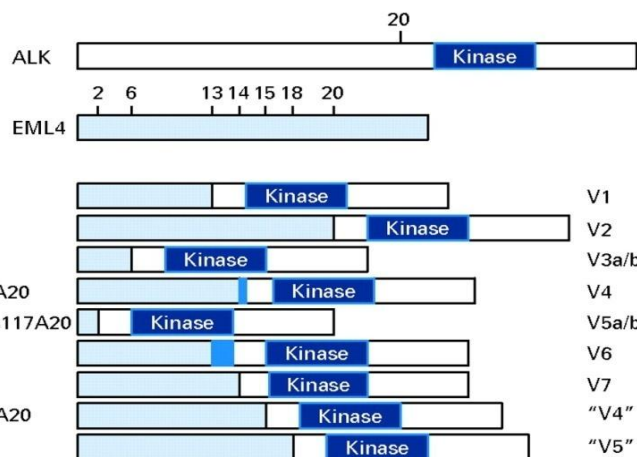 20
ALK Kinase
2 6 13 14 15 18 20
EML4
Kinase V1
Kinase V2
Kinase V3a/b
A20 Kinase V4
117A20 Kinase V5a/b
Kinase V6
Kinase V7
A20 Kinase "V4"
Kinase "V5"